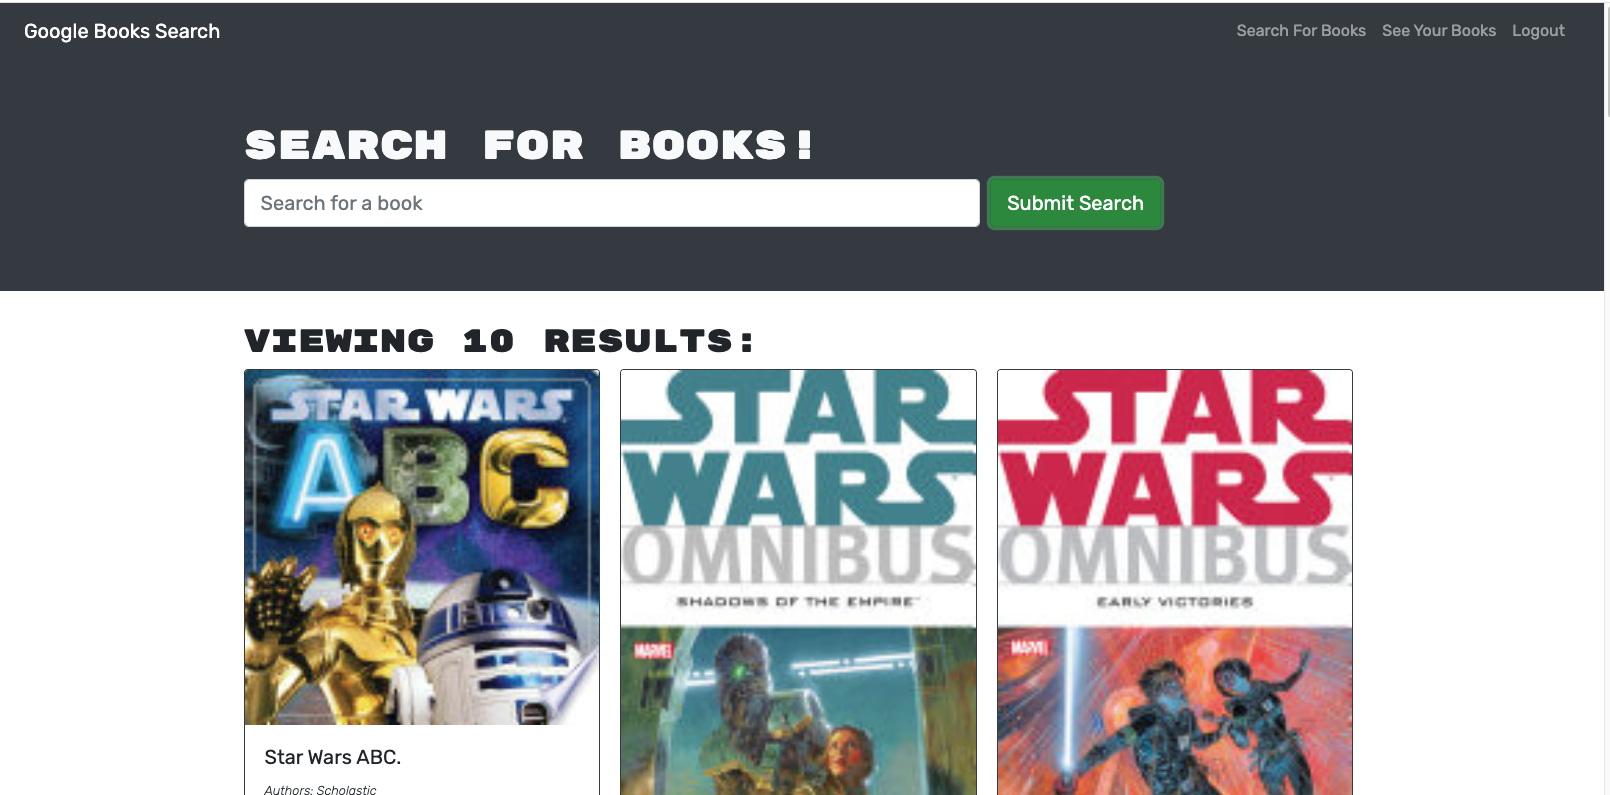 Google Books Search
Search For Books See Your Books Logout
SEARCH FOR BOOKS!
Search for a book
Submit Search
VIEWING 10 RESULTS:
STAR WARS
ABC
Star Wars ABC.
Authors: Scholastic
STAR
WARS
OMNIBUS
SHADOWS OF THE EMPIRE™
MARVEL
STAR
WARS
OMNIBUS
EARLY VICTORIES
MARVEL